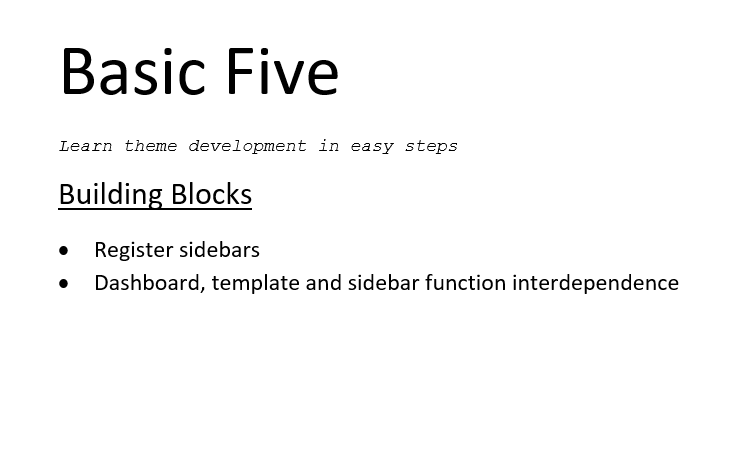 Basic Five
Learn theme development in easy steps
Building Blocks
• Register sidebars
• Dashboard, template and sidebar function interdependence